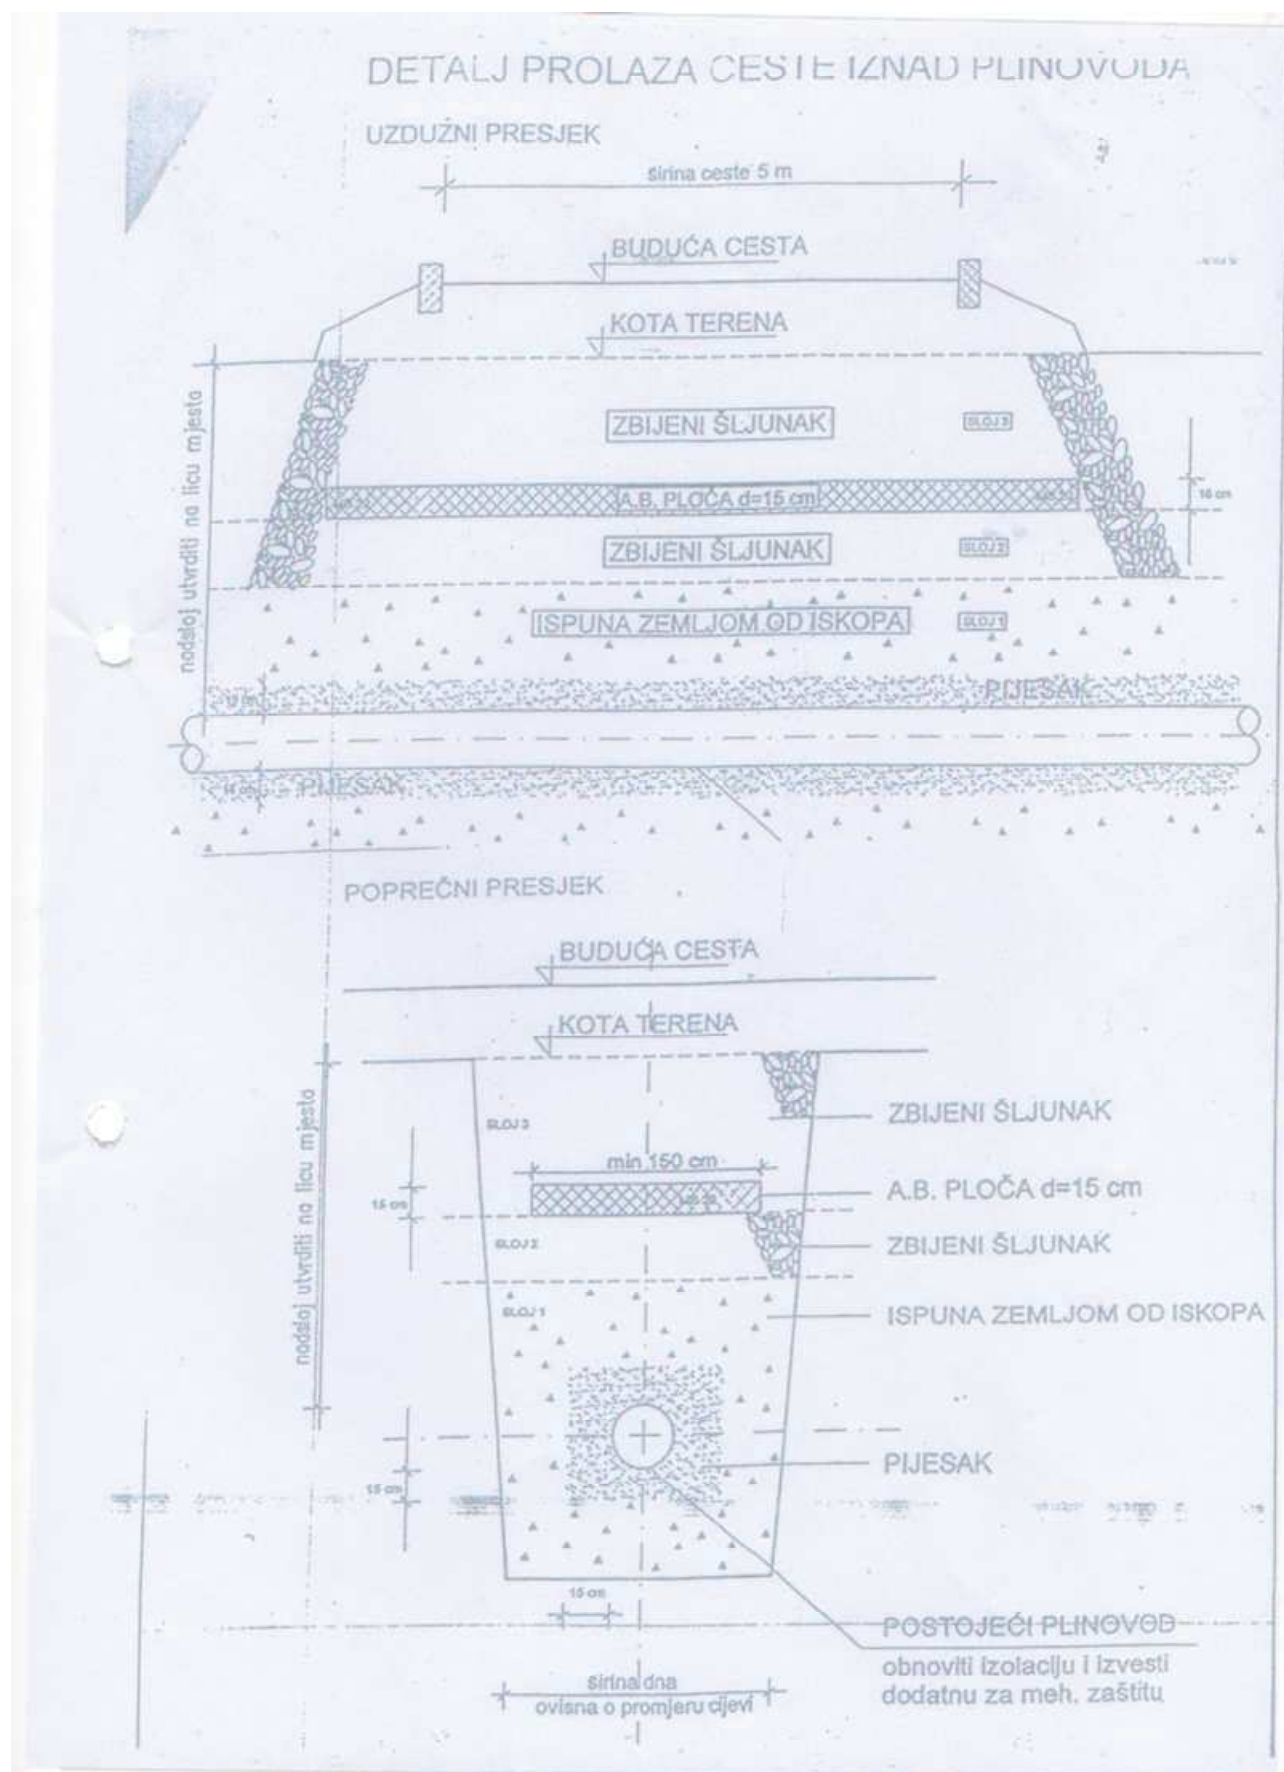 DETALJ PROLAZA CESTE IZNAD PLINOVODA
UZDUŽNI PRESJEK
širina ceste 5 m
BUDUĆA CESTA
KOTA TERENA
nadsloj utvrditi na licu mjesta
ZBIJENI ŠLJUNAK
SLOJ 3
A.B. PLOČA d=15 cm
ZBIJENI ŠLJUNAK
SLOJ 2
ISPUNA ZEMLJOM OD ISKOPA
SLOJ 1
PIJESAK
PIJESAK
POPREČNI PRESJEK
BUDUĆA CESTA
KOTA TERENA
nadsloj utvrditi na licu mjesta
ZBIJENI ŠLJUNAK
SLOJ 3
min 150 cm
15 cm
A.B. PLOČA d=15 cm
SLOJ 2
ZBIJENI ŠLJUNAK
SLOJ 1
ISPUNA ZEMLJOM OD ISKOPA
PIJESAK
15 cm
15 cm
POSTOJEĆI PLINOVOD
obnoviti izolaciju i izvesti
dodatnu za meh. zaštitu
širina dna
ovisna o promjeru cijevi